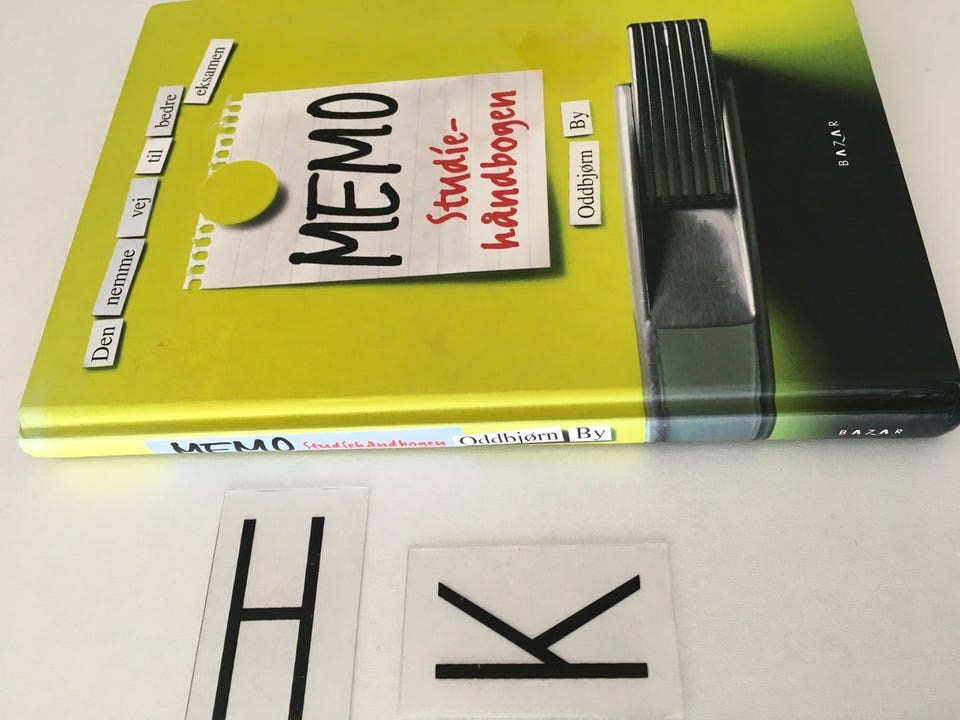 Den nemme vej til bedre eksamen
MEMO
Studie-
håndbogen
Oddbjørn By
BAZAR
MEMO Studiehåndbogen Oddbjørn By BAZAR
H
K